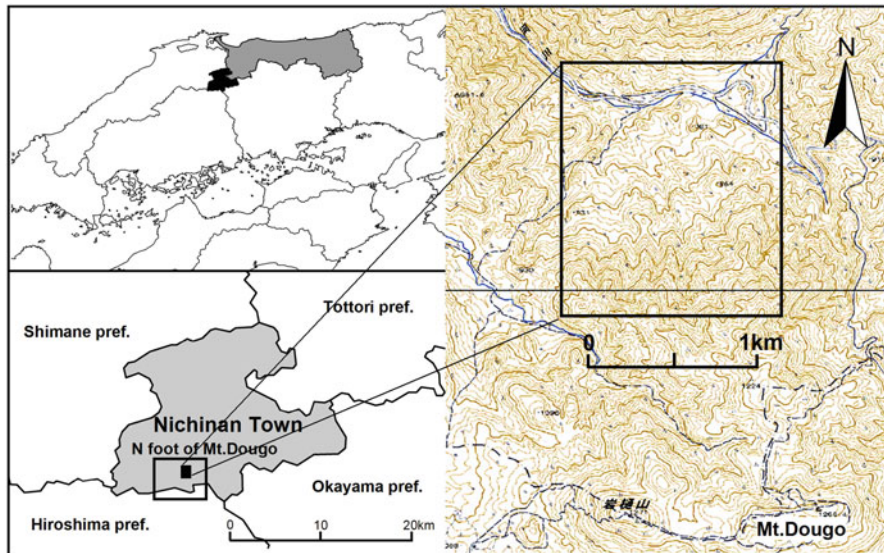 N
0
1km
Mt.Dougo
岩樋山
1224
Shimane pref.
Tottori pref.
Nichinan Town
N foot of Mt.Dougo
Okayama pref.
Hiroshima pref.
0
10
20km